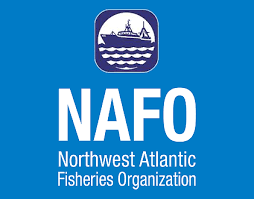 NAFO
Northwest Atlantic
Fisheries Organization